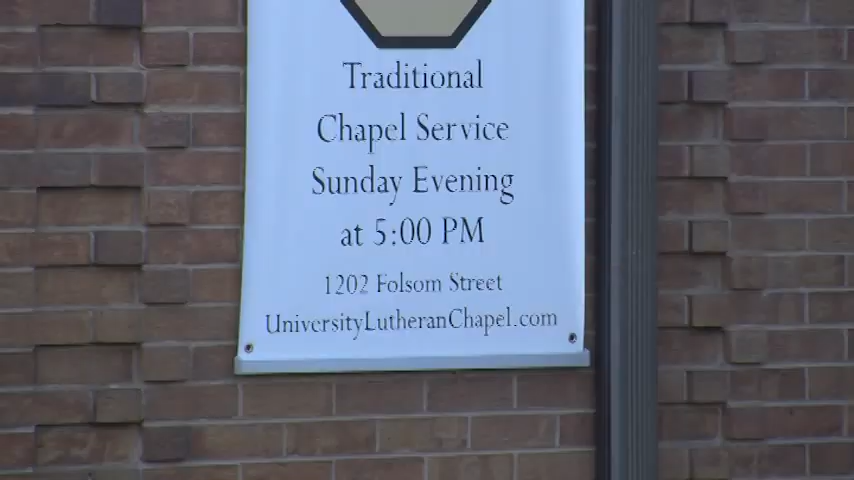 Traditional
Chapel Service
Sunday Evening
at 5:00 PM
1202 Folsom Street
UniversityLutheranChapel.com